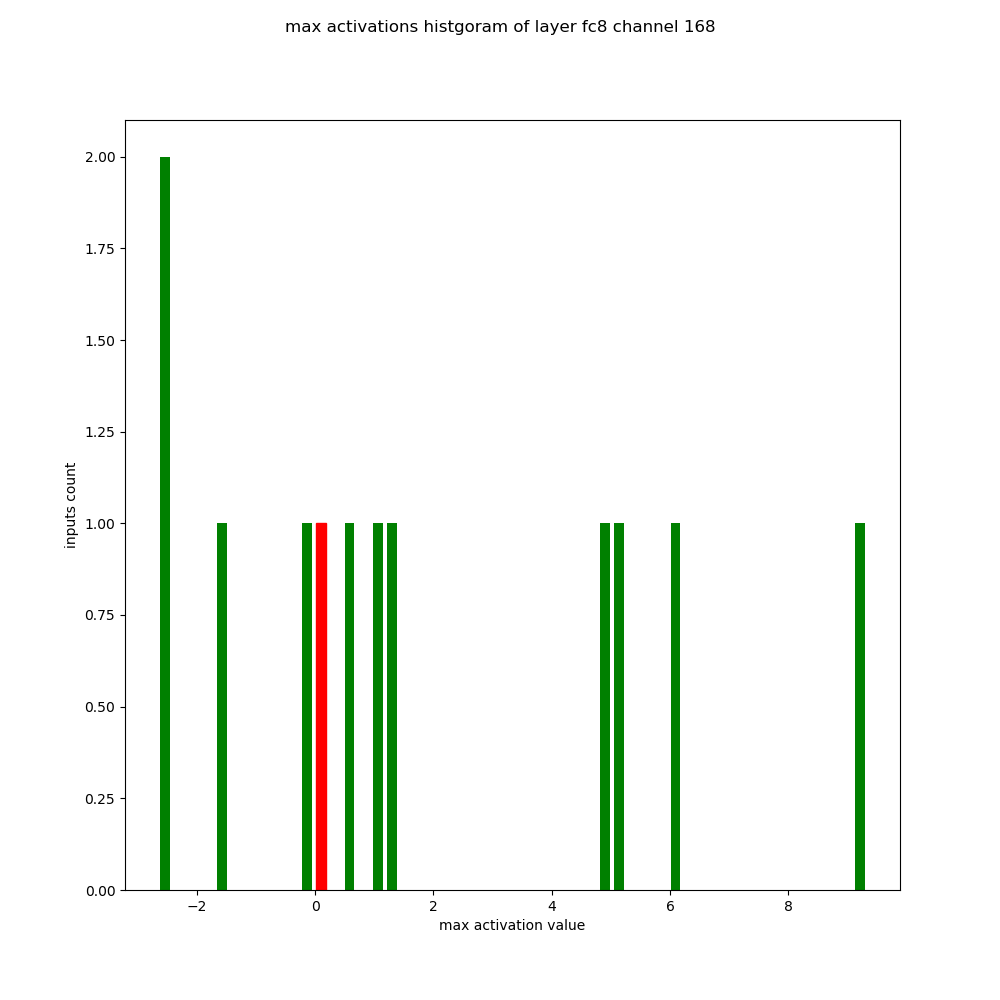 max activations histgoram of layer fc8 channel 168
2.00
1.75
1.50
1.25
1.00
0.75
0.50
0.25
0.00
inputs count
−2 0 2 4 6 8
max activation value